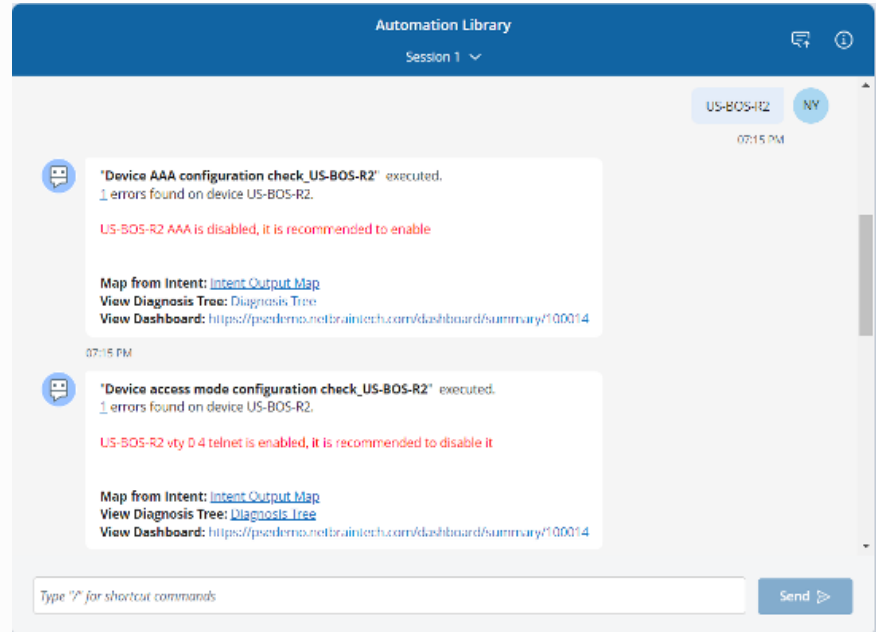 Automation Library
Session 1
US-BOS-R2
NY
07:15 PM
"Device AAA configuration check_US-BOS-R2" executed.
1 errors found on device US-BOS-R2.
US-BOS-R2 AAA is disabled, it is recommended to enable
Map from Intent: Intent Output Map
View Diagnosis Tree: Diagnosis Tree
View Dashboard: https://psedemo.netbraintech.com/dashboard/summary/100014
07:15 PM
"Device access mode configuration check_US-BOS-R2" executed.
1 errors found on device US-BOS-R2.
US-BOS-R2 vty 0 4 telnet is enabled, it is recommended to disable it
Map from Intent: Intent Output Map
View Diagnosis Tree: Diagnosis Tree
View Dashboard: https://psedemo.netbraintech.com/dashboard/summary/100014
Type "/" for shortcut commands
Send